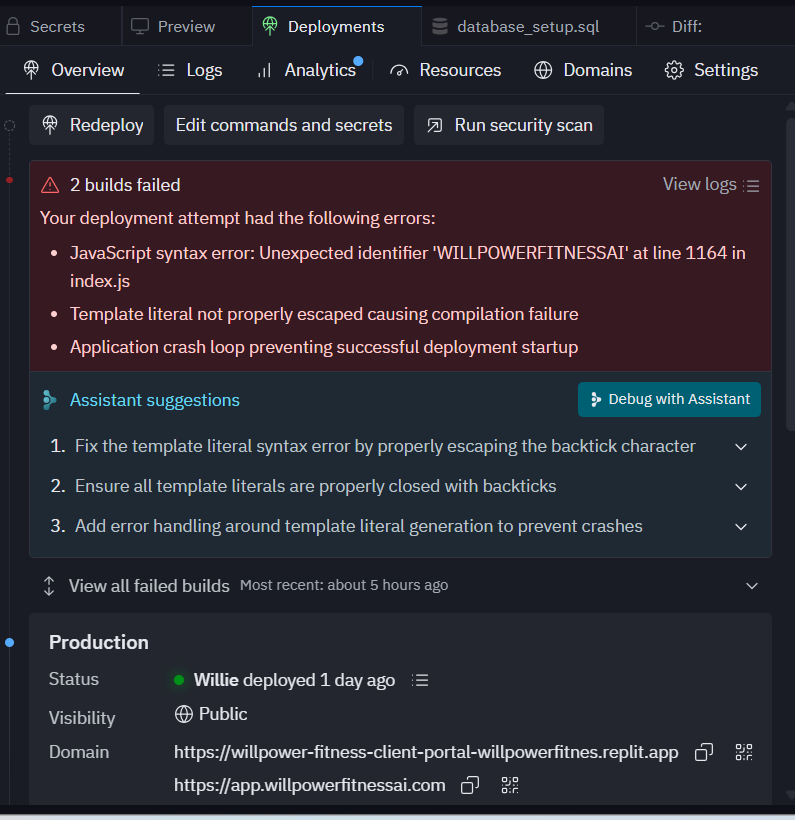 Secrets
Preview
Deployments
database_setup.sql
Diff:
Overview
Logs
Analytics
Resources
Domains
Settings
Redeploy
Edit commands and secrets
Run security scan
2 builds failed
View logs
Your deployment attempt had the following errors:
JavaScript syntax error: Unexpected identifier 'WILLPOWERFITNESSAI' at line 1164 in
index.js
Template literal not properly escaped causing compilation failure
Application crash loop preventing successful deployment startup
Assistant suggestions
Debug with Assistant
1. Fix the template literal syntax error by properly escaping the backtick character
2. Ensure all template literals are properly closed with backticks
3. Add error handling around template literal generation to prevent crashes
View all failed builds Most recent: about 5 hours ago
Production
Status
Willie deployed 1 day ago
Visibility
Public
Domain
https://willpower-fitness-client-portal-willpowerfitnes.replit.app
https://app.willpowerfitnessai.com